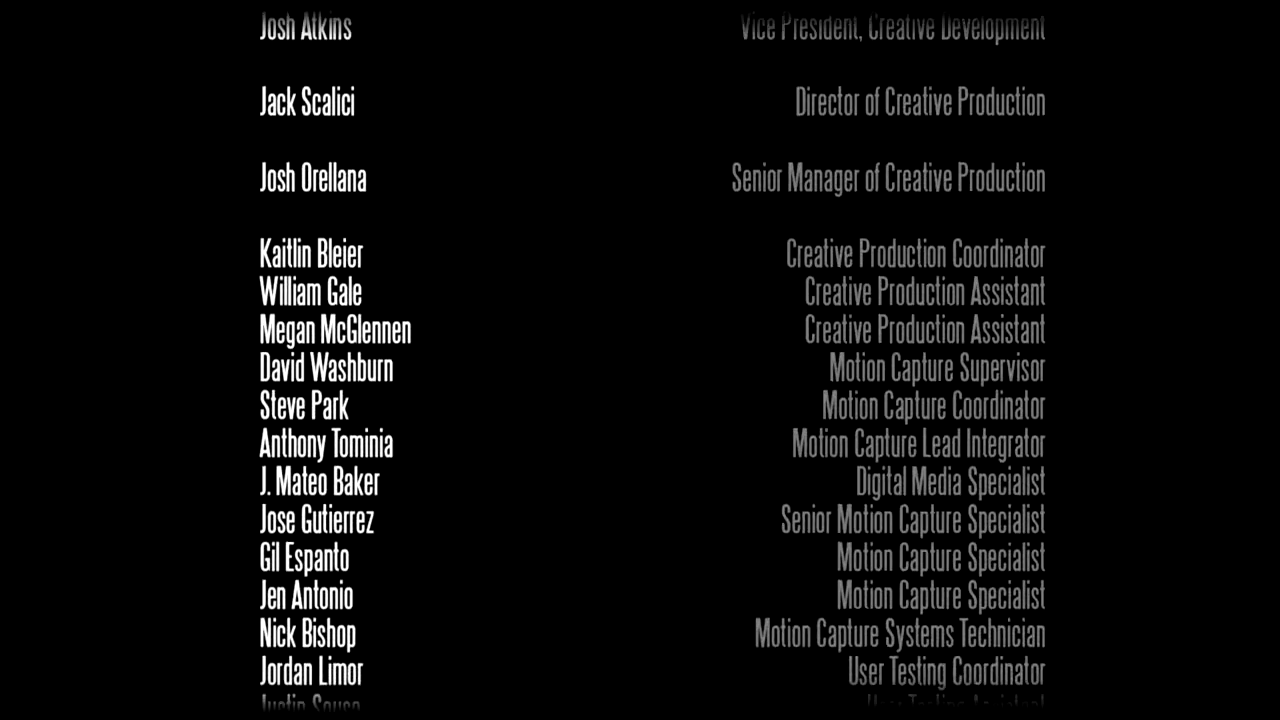 Josh Atkins Vice President, Creative Development
Jack Scalici Director of Creative Production
Josh Orellana Senior Manager of Creative Production
Kaitlin Bleier Creative Production Coordinator
William Gale Creative Production Assistant
Megan McGlennen Creative Production Assistant
David Washburn Motion Capture Supervisor
Steve Park Motion Capture Coordinator
Anthony Tominia Motion Capture Lead Integrator
J. Mateo Baker Digital Media Specialist
Jose Gutierrez Senior Motion Capture Specialist
Gil Espanto Motion Capture Specialist
Jen Antonio Motion Capture Specialist
Nick Bishop Motion Capture Systems Technician
Jordan Limor User Testing Coordinator
Justin User Testing